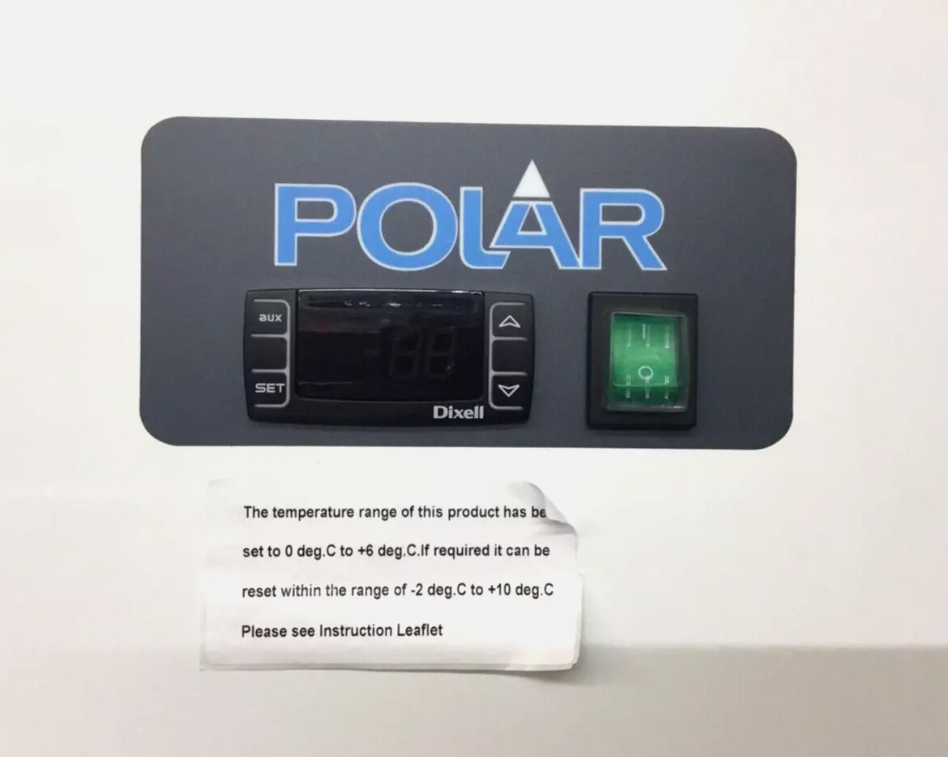 POLAR
aux
SET
Dixell
The temperature range of this product has be
set to 0 deg.C to +6 deg.C.If required it can be
reset within the range of -2 deg.C to +10 deg.C
Please see Instruction Leaflet